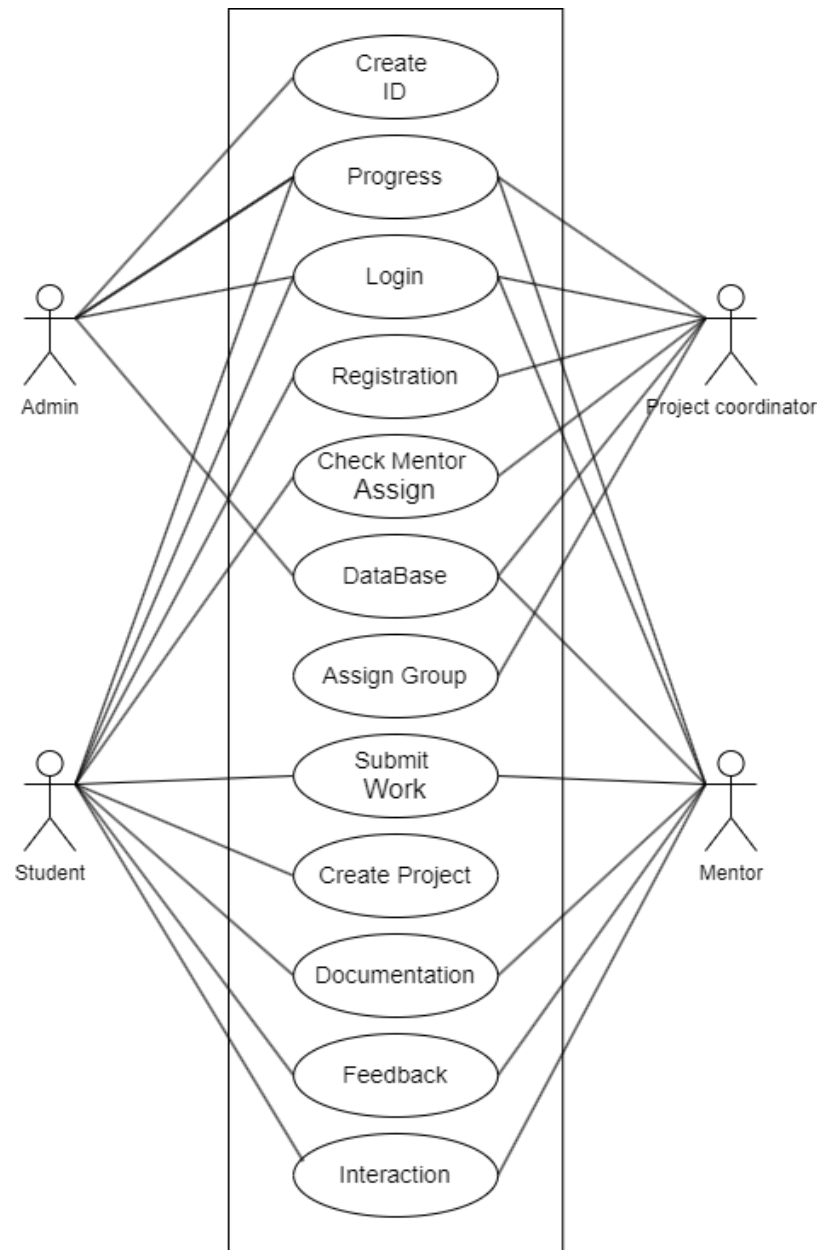 Create
ID
Progress
Login
Registration
Admin
Project coordinator
Check Mentor
Assign
DataBase
Assign Group
Submit
Work
Student
Create Project
Mentor
Documentation
Feedback
Interaction